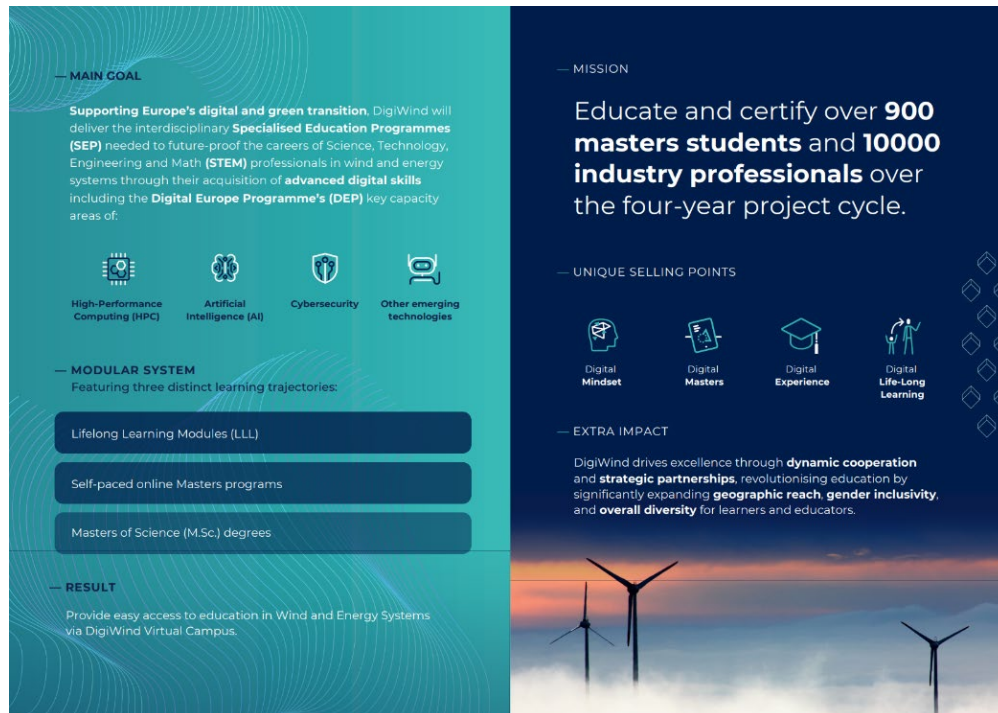 — MAIN GOAL
Supporting Europe's digital and green transition, DigiWind will
deliver the interdisciplinary Specialised Education Programmes
(SEP) needed to future-proof the careers of Science, Technology,
Engineering and Math (STEM) professionals in wind and energy
systems through their acquisition of advanced digital skills
including the Digital Europe Programme's (DEP) key capacity
areas of:
High-Performance
Computing (HPC)
Artificial
Intelligence (AI)
Cybersecurity
Other emerging
technologies
— MODULAR SYSTEM
Featuring three distinct learning trajectories:
Lifelong Learning Modules (LLL)
Self-paced online Masters programs
Masters of Science (M.Sc.) degrees
— RESULT
Provide easy access to education in Wind and Energy Systems
via DigiWind Virtual Campus.
— MISSION
Educate and certify over 900
masters students and 10000
industry professionals over
the four-year project cycle.
— UNIQUE SELLING POINTS
Digital
Mindset
Digital
Masters
Digital
Experience
Digital
Life-Long
Learning
— EXTRA IMPACT
DigiWind drives excellence through dynamic cooperation
and strategic partnerships, revolutionising education by
significantly expanding geographic reach, gender inclusivity,
and overall diversity for learners and educators.